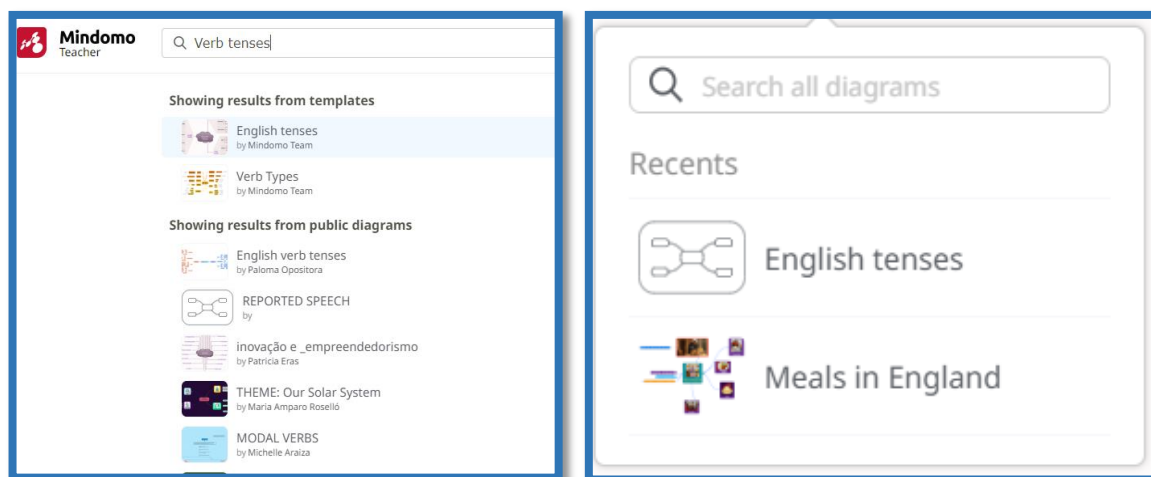 Mindomo
Teacher
Verb tenses
Showing results from templates
English tenses
by Mindomo Team
Verb Types
by Mindomo Team
Showing results from public diagrams
English verb tenses
by Paloma Opositora
REPORTED SPEECH
by
inovação e _empreendedorismo
by Patricia Eras
THEME: Our Solar System
by Maria Amparo Roselló
MODAL VERBS
by Michelle Araiza
Search all diagrams
Recents
English tenses
Meals in England